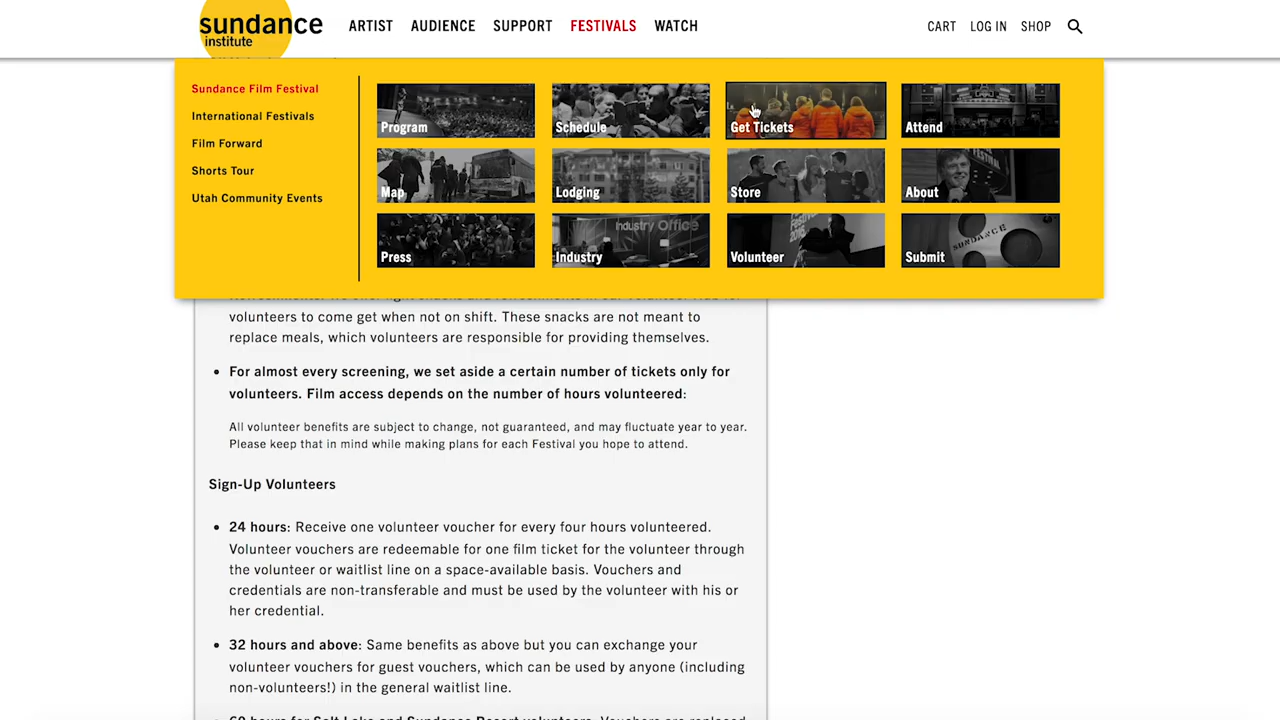 sundance
institute
ARTIST AUDIENCE SUPPORT FESTIVALS WATCH
CART LOG IN SHOP
Sundance Film Festival
International Festivals
Film Forward
Shorts Tour
Utah Community Events
Program Schedule Get Tickets Attend
Map Lodging Store About
Industry Office
SUNDANCE
Press Industry Volunteer Submit
volunteers to come get when not on shift. These snacks are not meant to
replace meals, which volunteers are responsible for providing themselves.
• For almost every screening, we set aside a certain number of tickets only for
volunteers. Film access depends on the number of hours volunteered:
All volunteer benefits are subject to change, not guaranteed, and may fluctuate year to year.
Please keep that in mind while making plans for each Festival you hope to attend.
Sign-Up Volunteers
• 24 hours: Receive one volunteer voucher for every four hours volunteered.
Volunteer vouchers are redeemable for one film ticket for the volunteer through
the volunteer or waitlist line on a space-available basis. Vouchers and
credentials are non-transferable and must be used by the volunteer with his or
her credential.
• 32 hours and above: Same benefits as above but you can exchange your
volunteer vouchers for guest vouchers, which can be used by anyone (including
non-volunteers!) in the general waitlist line.